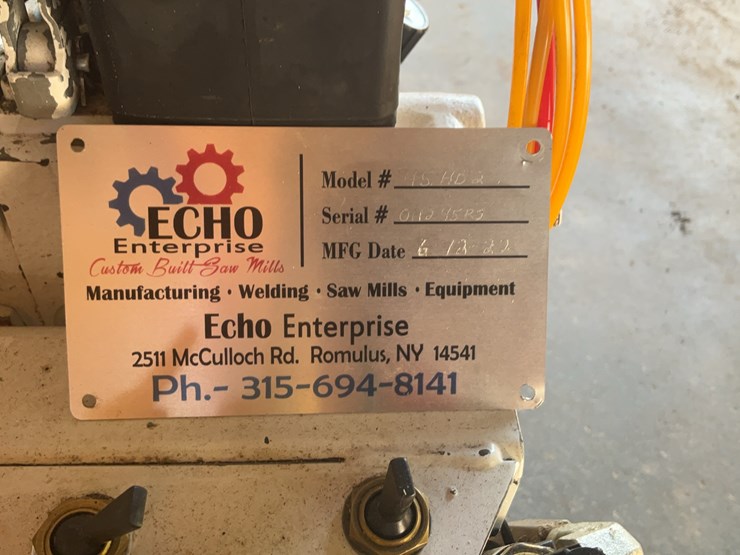 ECHO
Enterprise
Custom Built Saw Mills
Model #
Serial #
MFG Date 6 12 22
Manufacturing · Welding · Saw Mills · Equipment
Echo Enterprise
2511 McCulloch Rd. Romulus, NY 14541
Ph.- 315-694-8141